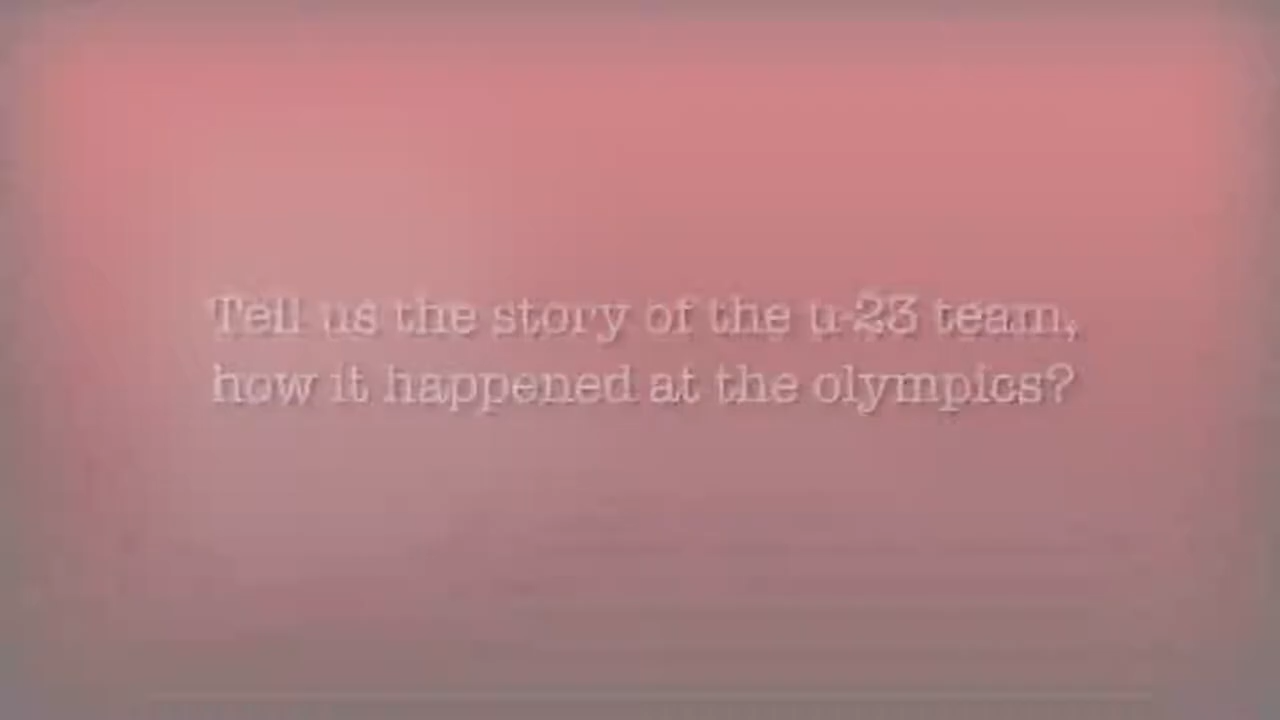 Tell us the story of the u-23 team,
how it happened at the olympics?